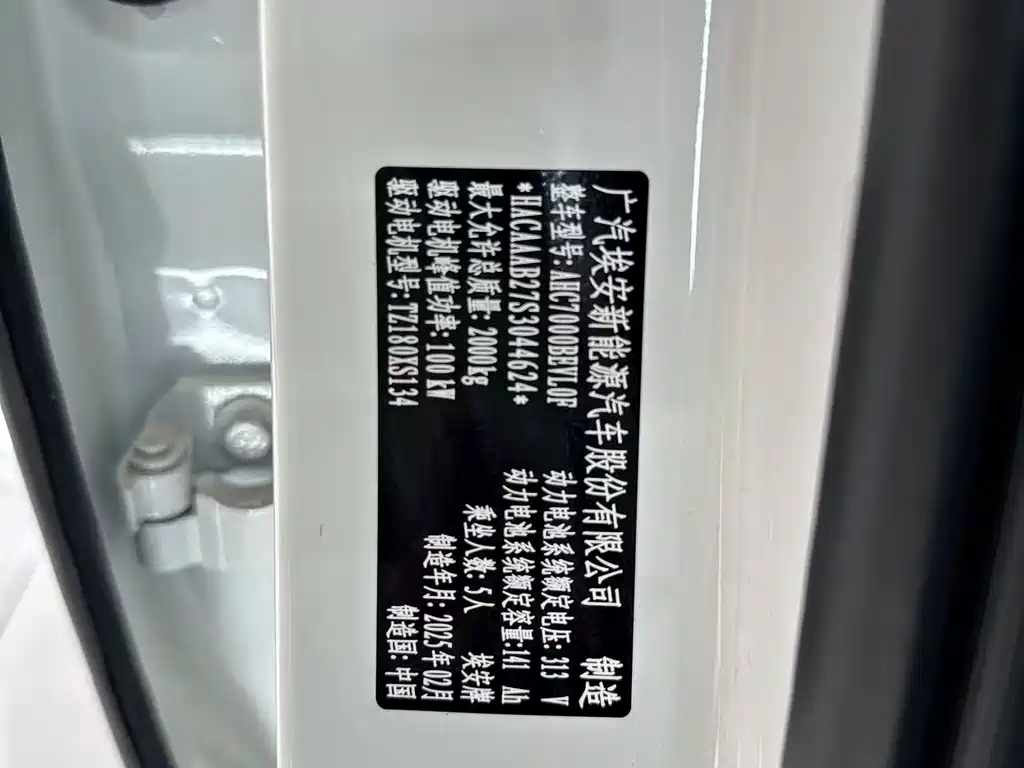 广汽埃安新能源汽车股份有限公司 制造
整车型号: AHC7000BEVL0F 动力电池系统额定电压: 313 V
*HACAAAB27S3044624* 动力电池系统额定容量:141 Ah
最大允许总质量: 2000kg 乘坐人数: 5人 埃安牌
驱动电机峰值功率: 100 kW 制造年月: 2025年02月
驱动电机型号: TZ180XS134 制造国: 中国